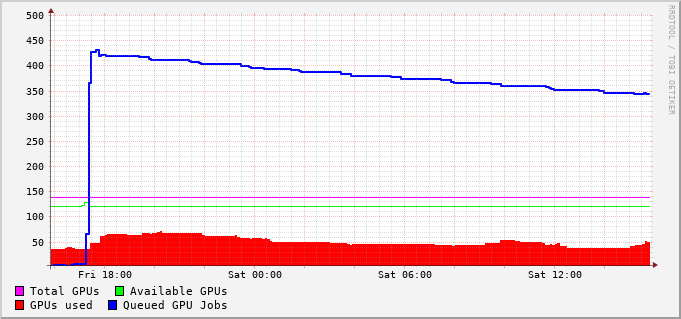 500
450
400
350
300
250
200
150
100
50
Fri 18:00 Sat 00:00 Sat 06:00 Sat 12:00
Total GPUs Available GPUs
GPUs used Queued GPU Jobs
RRDTOOL / TOBI OETIKER